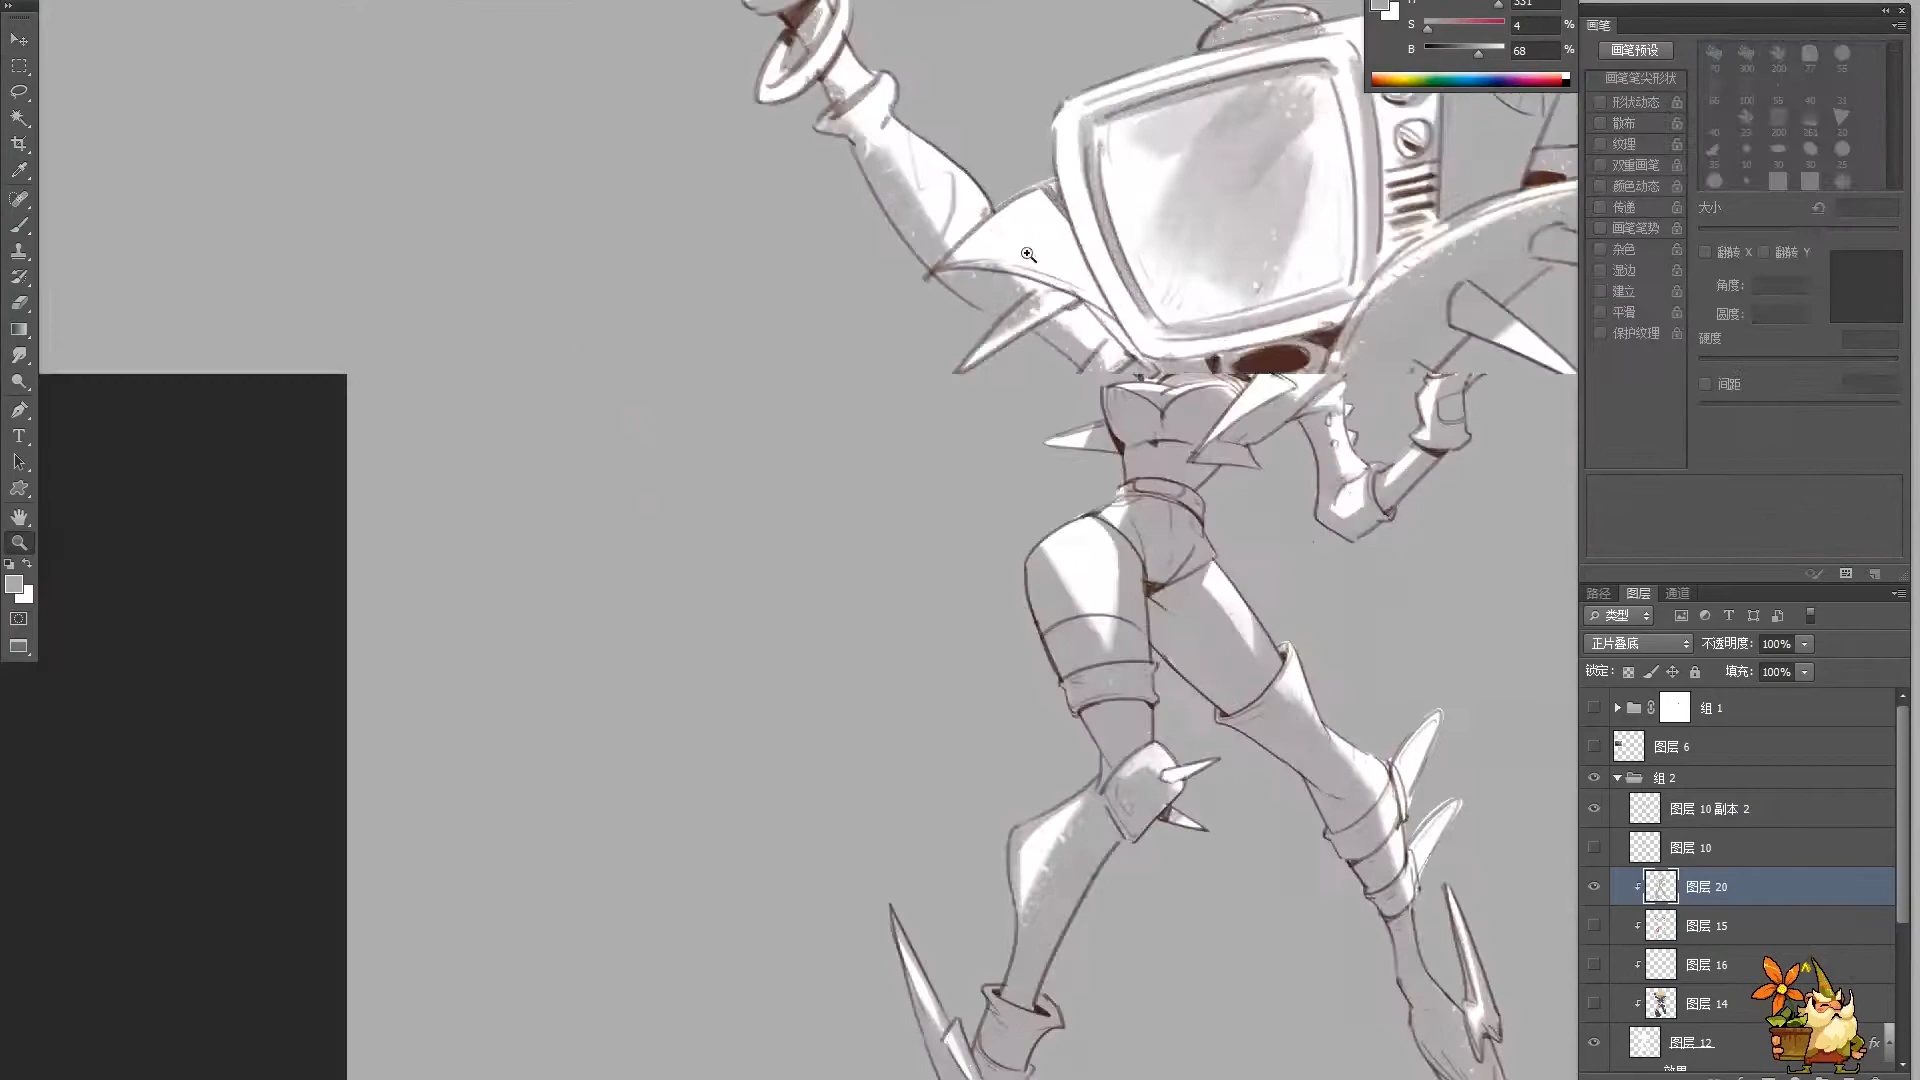 331
S 4 %
B 68 %
画笔
画笔预设
画笔笔尖形状
形状动态
散布
纹理
双重画笔
颜色动态
传递
画笔笔势
杂色
湿边
建立
平滑
保护纹理
70 300 200 77 55
66 100 55 40 31
40 23 200 261 20
35 10 30 30 25
大小
翻转 X 翻转 Y
角度:
圆度:
硬度
间距
路径 图层 通道
类型
正片叠底 不透明度: 100%
锁定: 填充: 100%
组 1
图层 6
组 2
图层 10 副本 2
图层 10
图层 20
图层 15
图层 16
图层 14
图层 12 fx